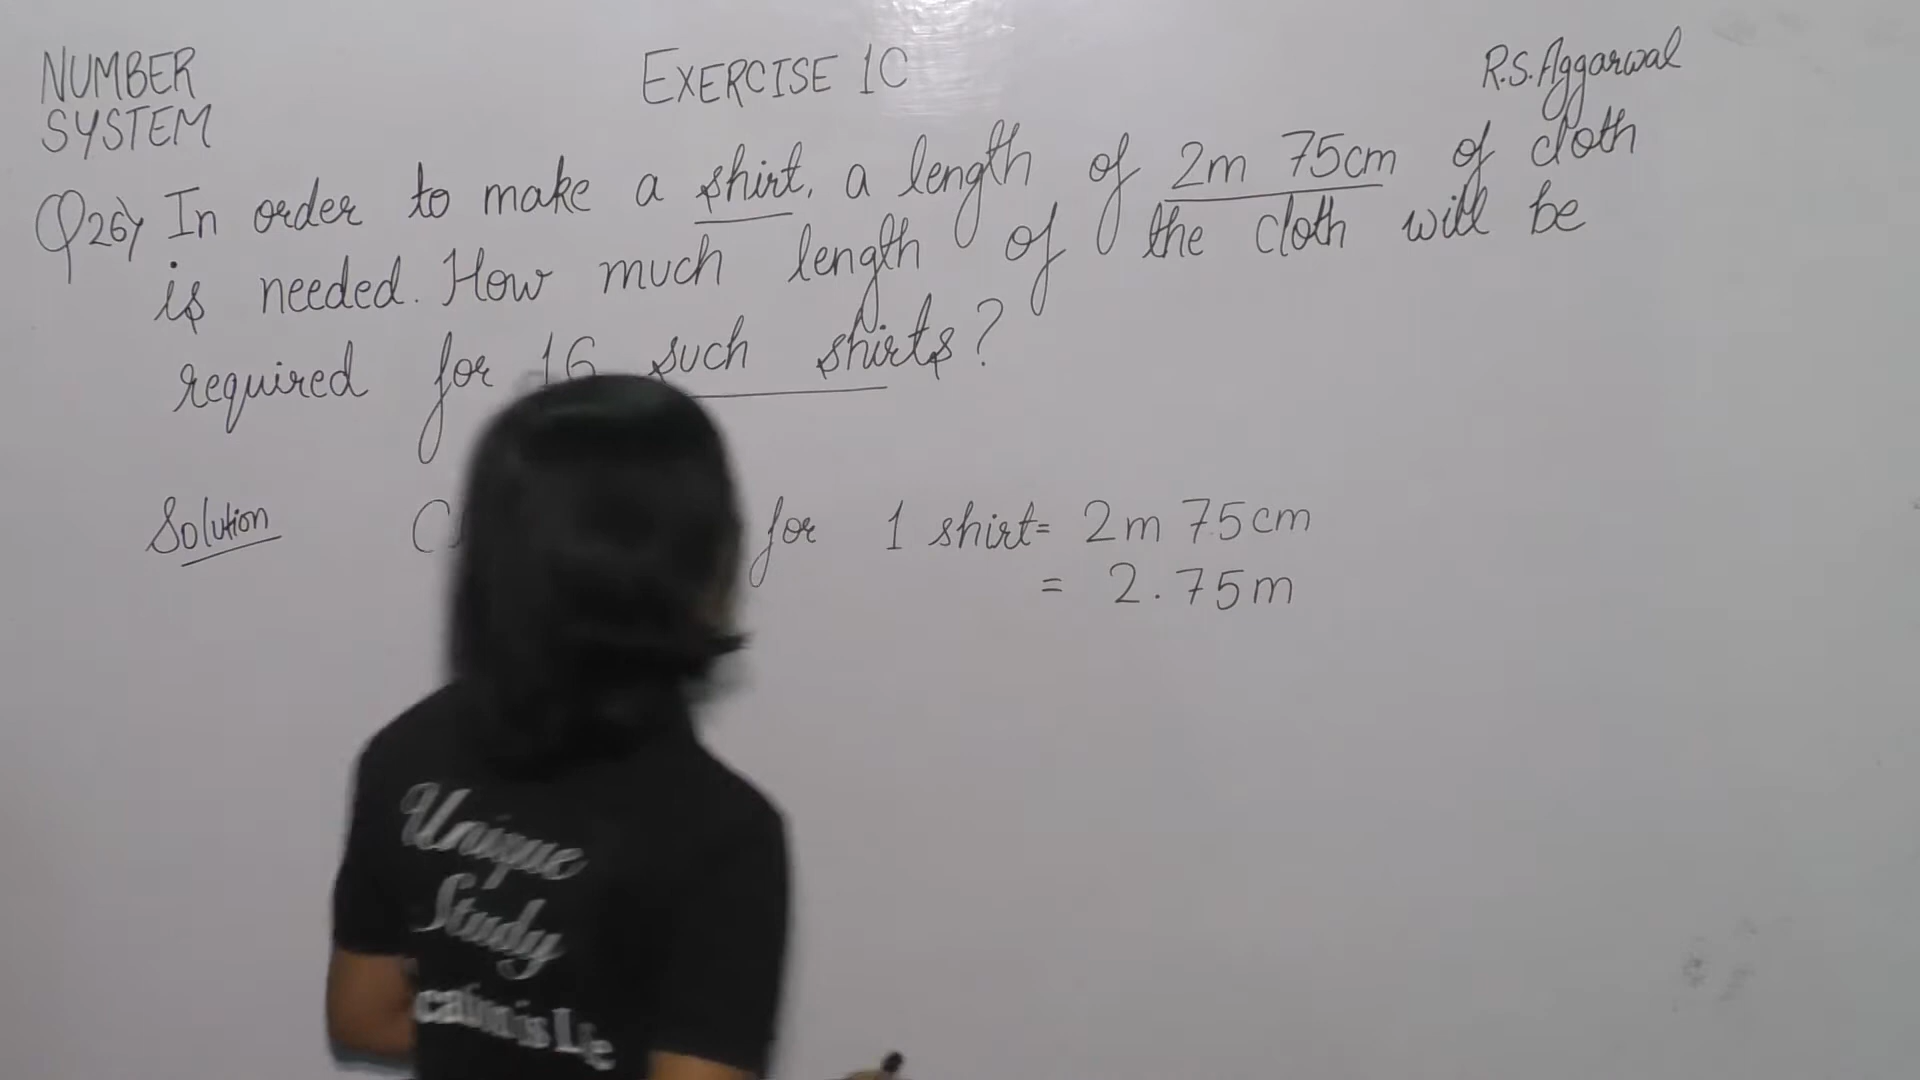 NUMBER
SYSTEM
EXERCISE 1C
R.S.Aggarwal
Q26) In order to make a shirt, a length of 2m 75cm of cloth
is needed. How much length of the cloth will be
required for 16 such shirts?
Solution for 1 shirt= 2m 75cm
= 2.75m
Unique
Study